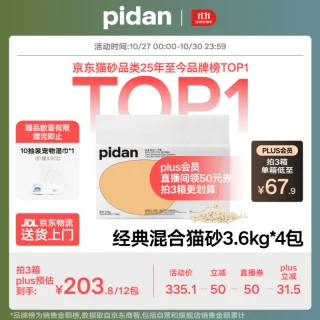 pidan
11.11
活动时间:10/27 00:00-10/30 23:59
京东猫砂品类25年至今品牌榜TOP1
TOP1
赠品数量有限
赠完即止
10抽装宠物湿巾*1
pidan
plus会员
直播间领50元券
拍3箱更划算
PLUS会员
拍3箱
单箱低至
¥67.9
JDL 京东物流
送货上门
经典混合猫砂3.6kg*4包
拍3箱
plus预估
到手:
¥203.8/12包
活动价 立减 直播券 plus立减
335.1-50-50-31.5
*品牌榜为销售金额榜,数据取自京东商智,包括自营和旗舰店销售金额累计